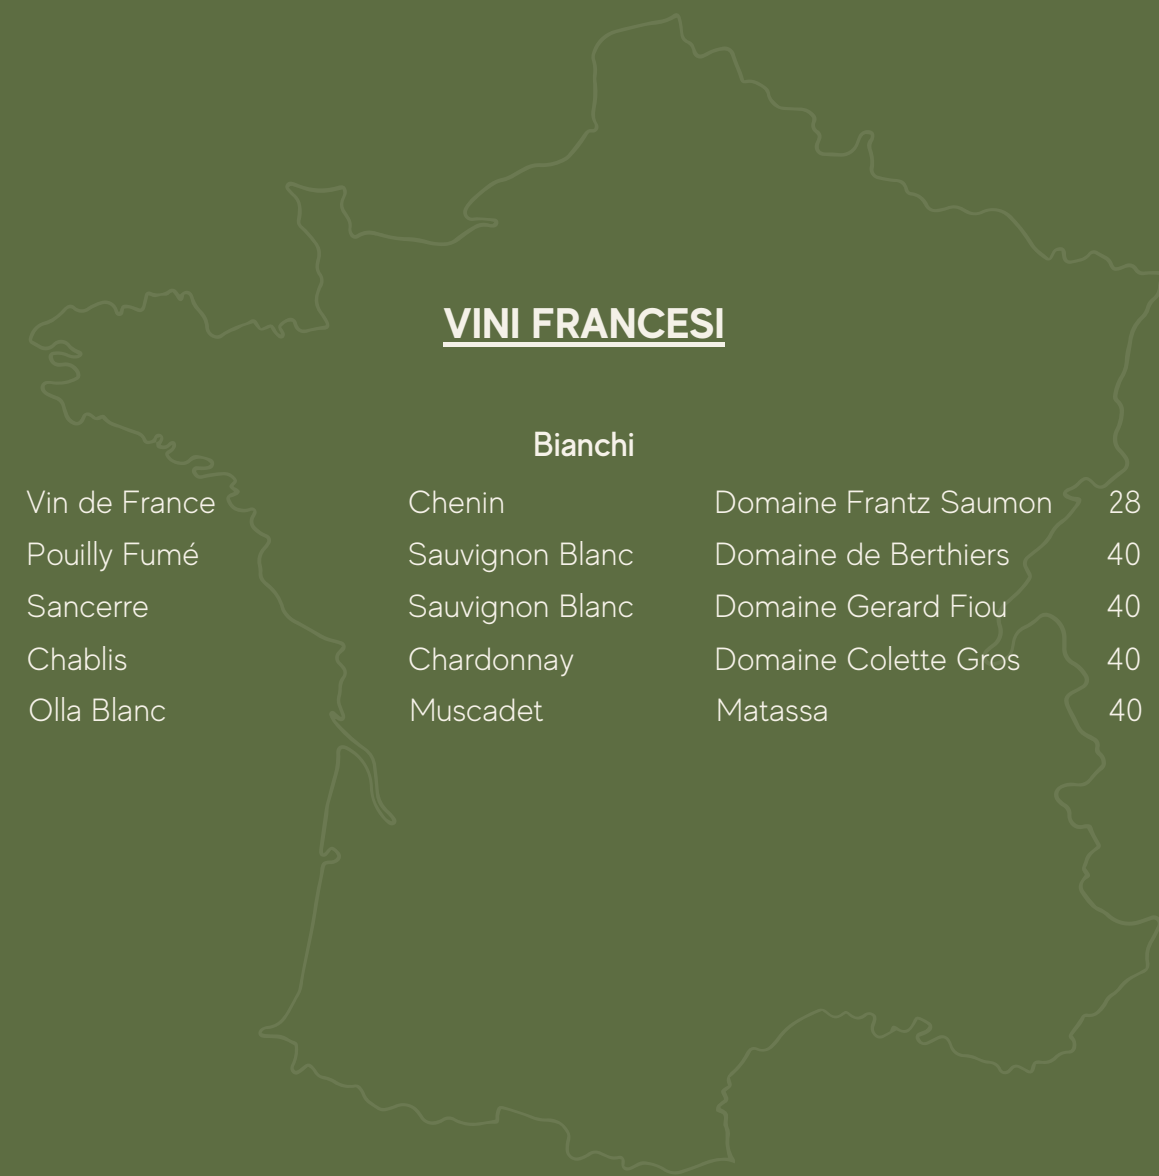 VINI FRANCESI
Bianchi
Vin de France Chenin Domaine Frantz Saumon 28
Pouilly Fumé Sauvignon Blanc Domaine de Berthiers 40
Sancerre Sauvignon Blanc Domaine Gerard Fiou 40
Chablis Chardonnay Domaine Colette Gros 40
Olla Blanc Muscadet Matassa 40